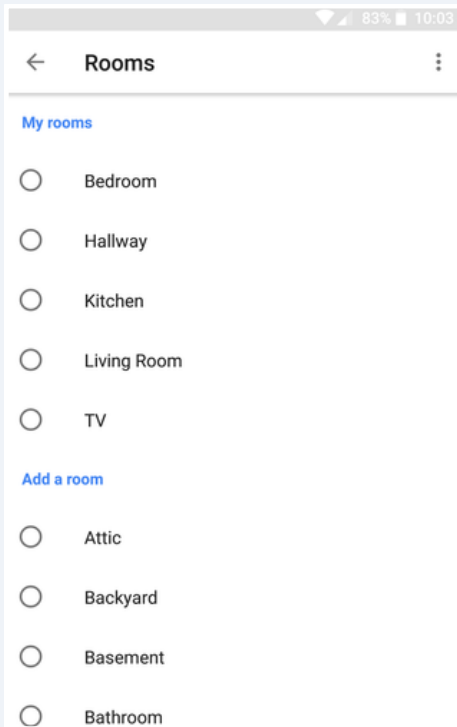 83% 10:03
Rooms
My rooms
Bedroom
Hallway
Kitchen
Living Room
TV
Add a room
Attic
Backyard
Basement
Bathroom